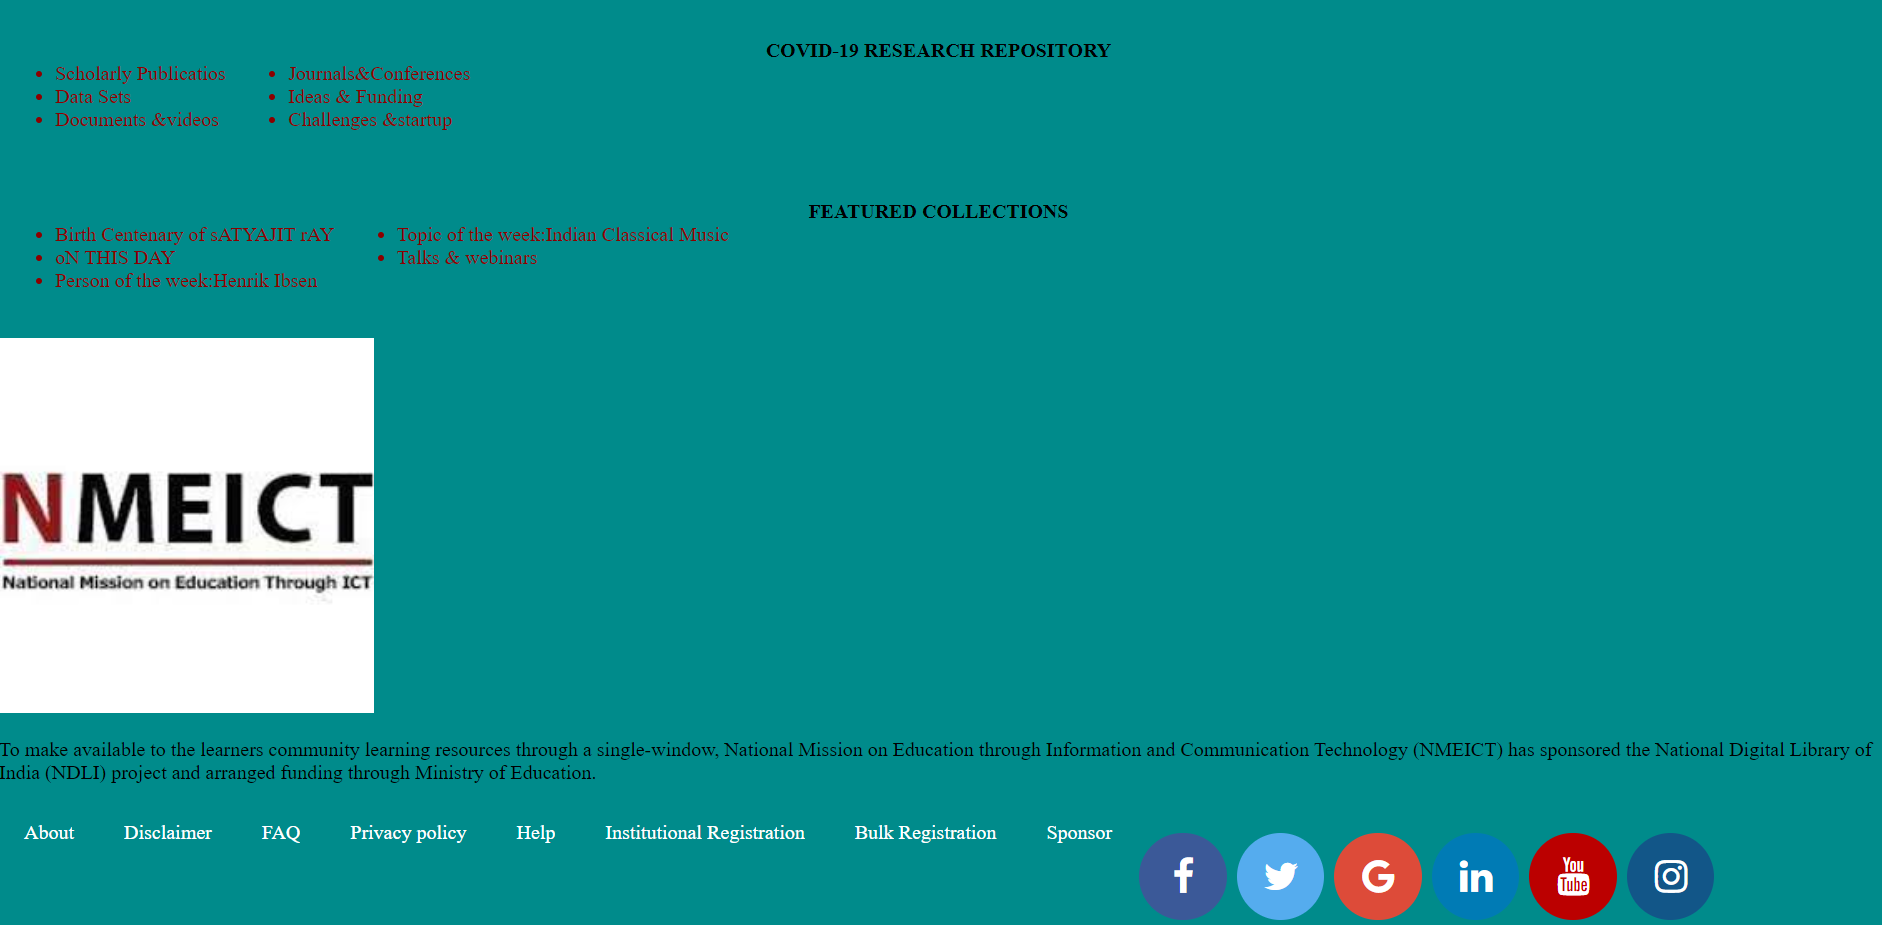 COVID-19 RESEARCH REPOSITORY
Scholarly Publicatios
Data Sets
Documents &videos
Journals&Conferences
Ideas & Funding
Challenges &startup
FEATURED COLLECTIONS
Birth Centenary of sATYAJIT rAY
oN THIS DAY
Person of the week:Henrik Ibsen
Topic of the week:Indian Classical Music
Talks & webinars
NMEICT
National Mission on Education Through ICT
To make available to the learners community learning resources through a single-window, National Mission on Education through Information and Communication Technology (NMEICT) has sponsored the National Digital Library of
India (NDLI) project and arranged funding through Ministry of Education.
About Disclaimer FAQ Privacy policy Help Institutional Registration Bulk Registration Sponsor
f G in You
Tube